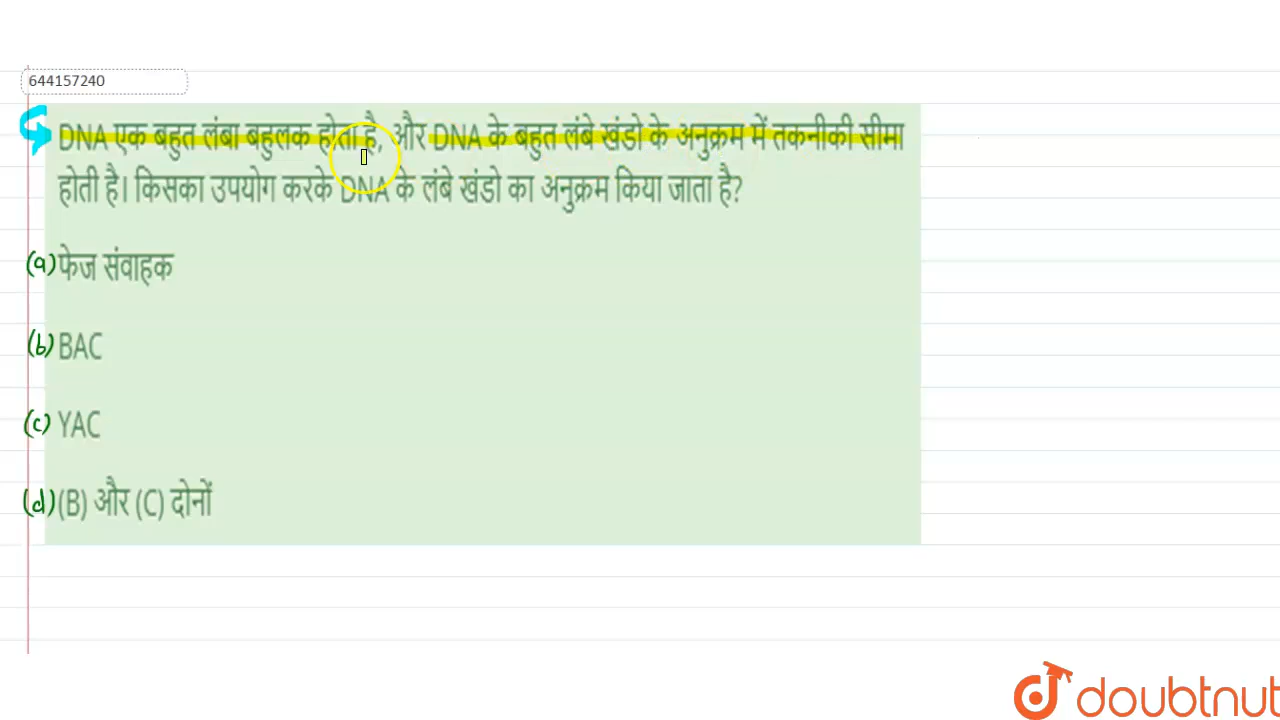 644157240
DNA एक बहुत लंबा बहुलक होता है, और DNA के बहुत लंबे खंडो के अनुक्रम में तकनीकी सीमा
होती है। किसका उपयोग करके DNA के लंबे खंडो का अनुक्रम किया जाता है?
(a) फेज संवाहक
(b) BAC
(c) YAC
(d) (B) और (C) दोनों
doubtnut